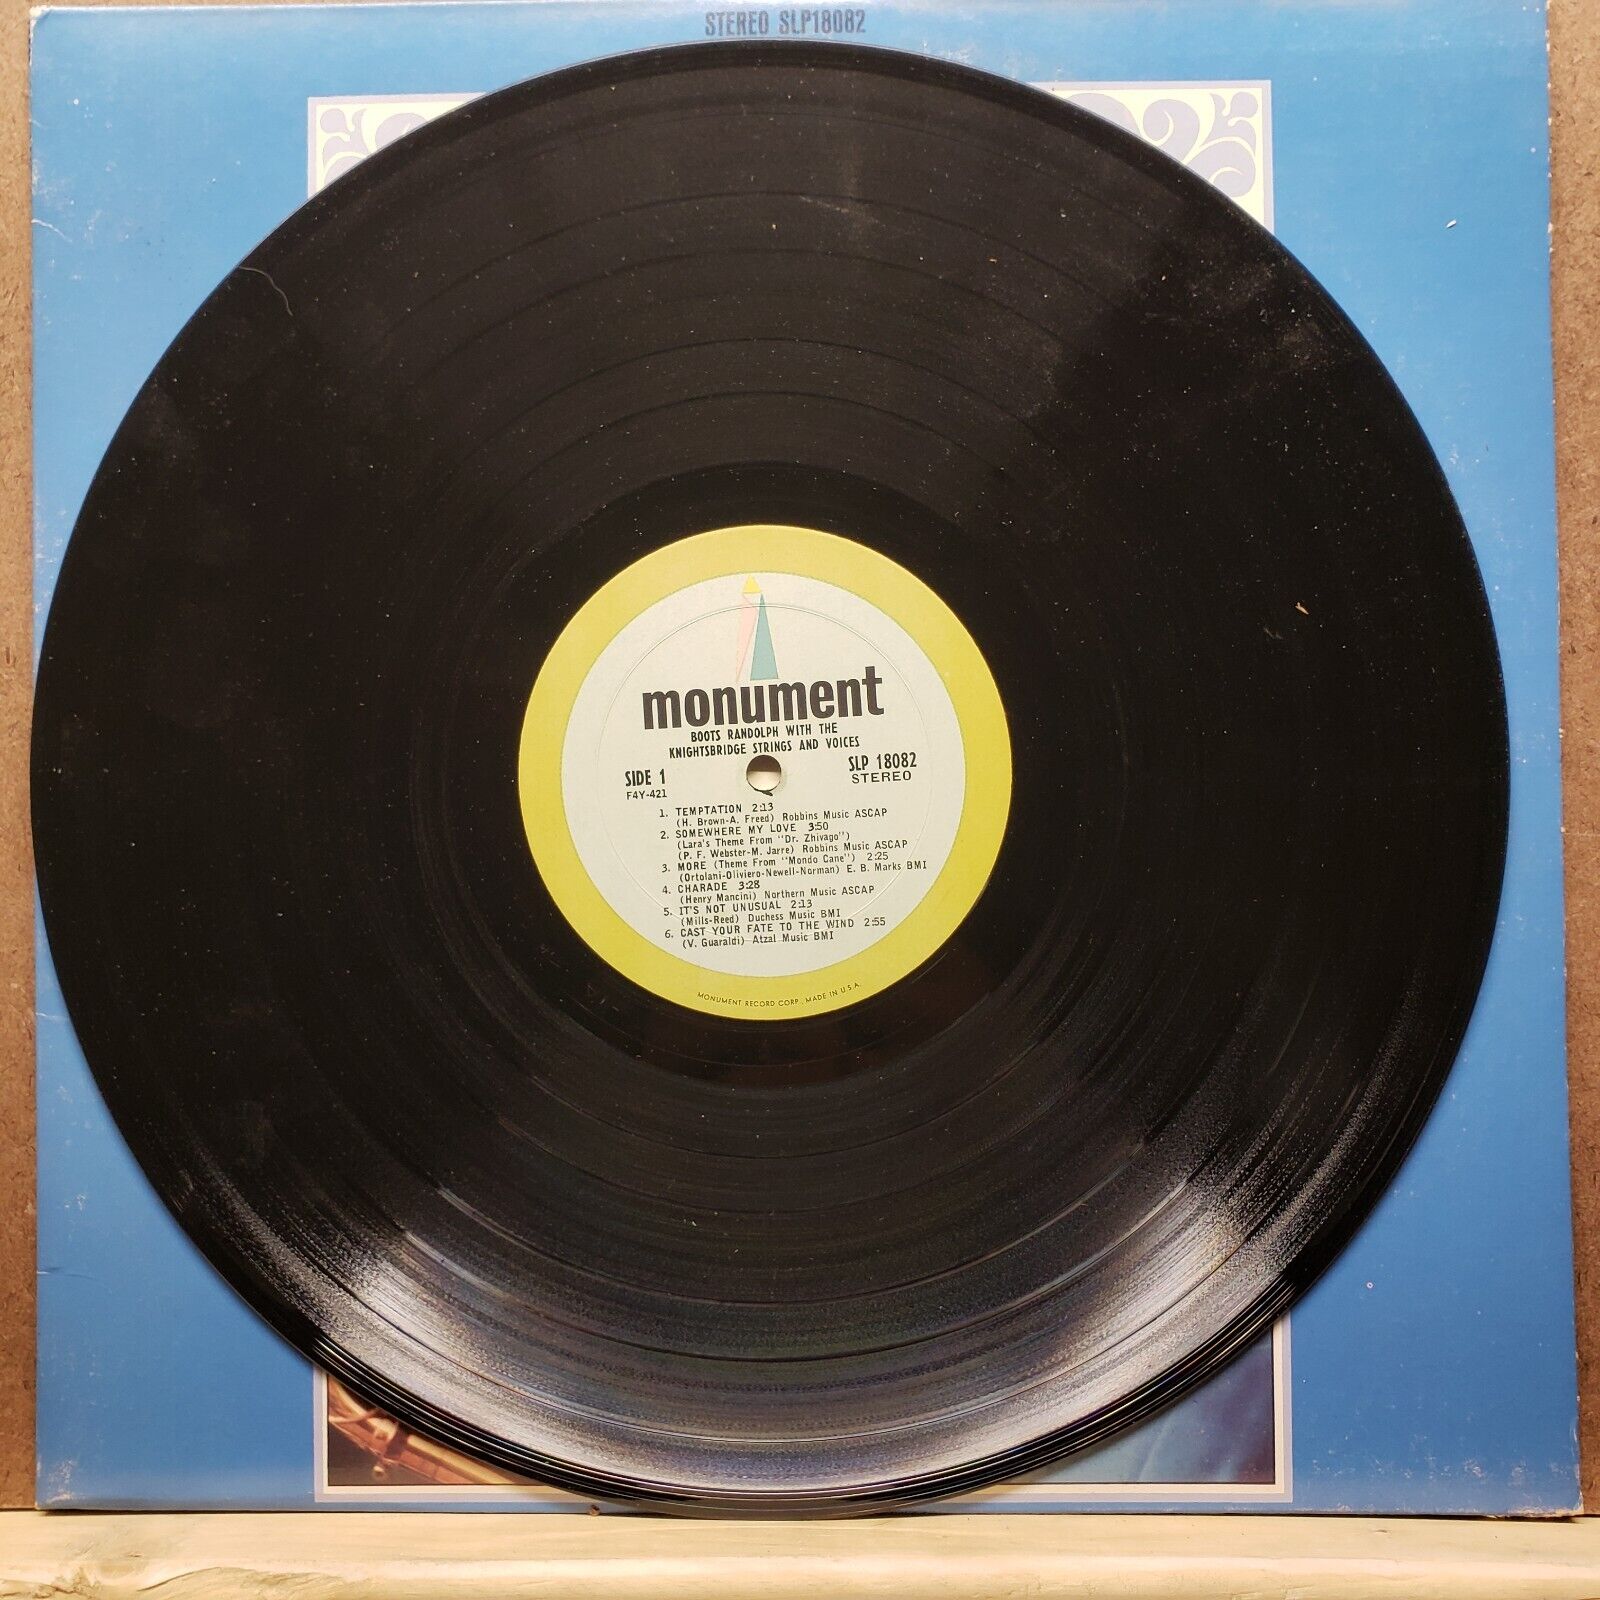 STEREO SLP18082
monument
BOOTS RANDOLPH WITH THE
KNIGHTSBRIDGE STRINGS AND VOICES
SIDE 1
F4Y-421
SLP 18082
STEREO
1. TEMPTATION 2:13
(H. Brown-A. Freed) Robbins Music ASCAP
2. SOMEWHERE MY LOVE 3:50
(Lara's Theme From "Dr. Zhivago")
(P. F. Webster-M. Jarre) Robbins Music ASCAP
3. MORE (Theme From "Mondo Cane") 2:25
(Ortolani-Oliviero-Newell-Norman) E. B. Marks BMI
4. CHARADE 3:28
(Henry Mancini) Northern Music ASCAP
5. IT'S NOT UNUSUAL 2:13
(Mills-Reed) Duchess Music BMI
6. CAST YOUR FATE TO THE WIND 2:55
(V. Guaraldi) Atzal Music BMI
MONUMENT RECORD CORP., MADE IN U.S.A.